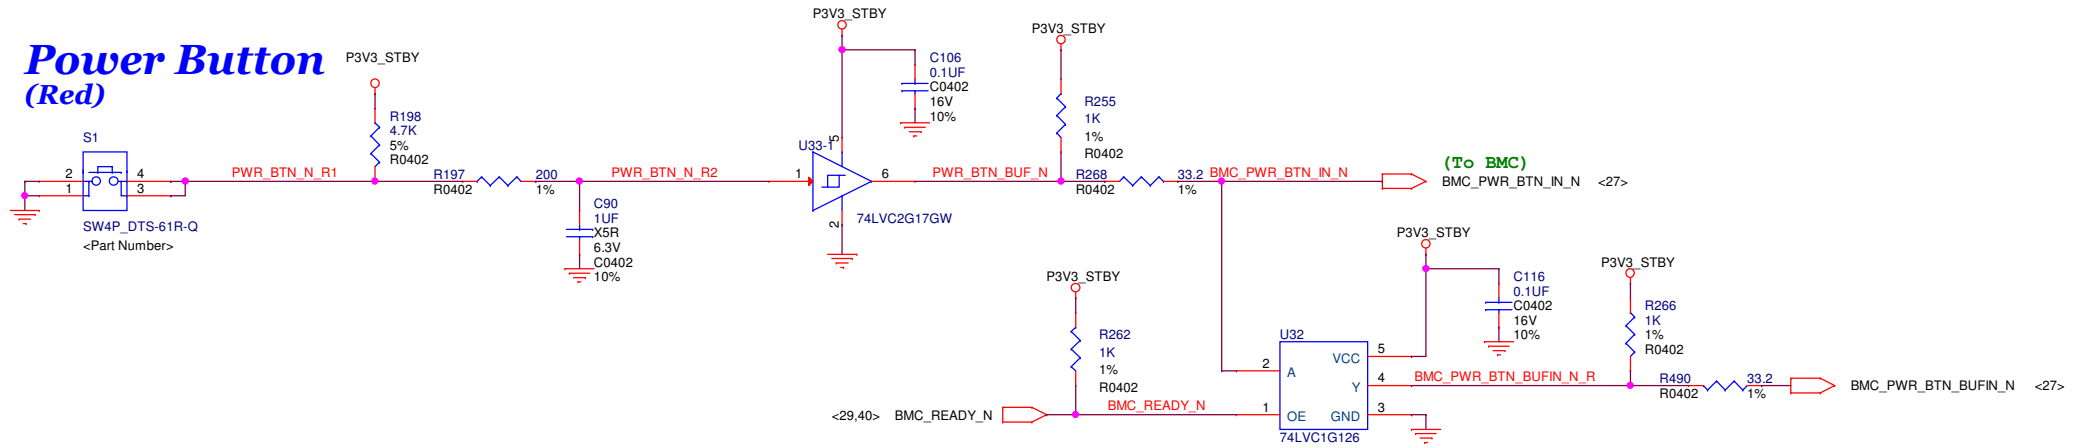 Power Button
(Red)
P3V3_STBY
R198
4.7K
5%
R0402
S1
2
1
4
3
SW4P_DTS-61R-Q
<Part Number>
PWR_BTN_N_R1
R197
R0402
200
1%
PWR_BTN_N_R2
C90
1UF
X5R
6.3V
C0402
10%
P3V3_STBY
C106
0.1UF
C0402
16V
10%
U33-1
5
1
6
2
74LVC2G17GW
PWR_BTN_BUF_N
P3V3_STBY
R255
1K
1%
R0402
R268
R0402
33.2
1%
BMC_PWR_BTN_IN_N
(To BMC)
BMC_PWR_BTN_IN_N <27>
P3V3_STBY
R262
1K
1%
R0402
<29,40> BMC_READY_N
BMC_READY_N
P3V3_STBY
C116
0.1UF
C0402
16V
10%
U32
2
A
1
OE
VCC
5
Y
4
GND
3
74LVC1G126
BMC_PWR_BTN_BUFIN_N_R
P3V3_STBY
R266
1K
1%
R0402
R490
R0402
33.2
1%
BMC_PWR_BTN_BUFIN_N <27>